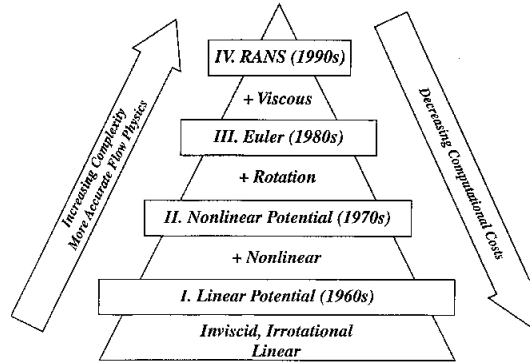 IV. RANS (1990s)
+ Viscous
III. Euler (1980s)
+ Rotation
II. Nonlinear Potential (1970s)
+ Nonlinear
I. Linear Potential (1960s)
Inviscid, Irrotational
Linear
Increasing Complexity
More Accurate Flow Physics
Decreasing Computational Costs